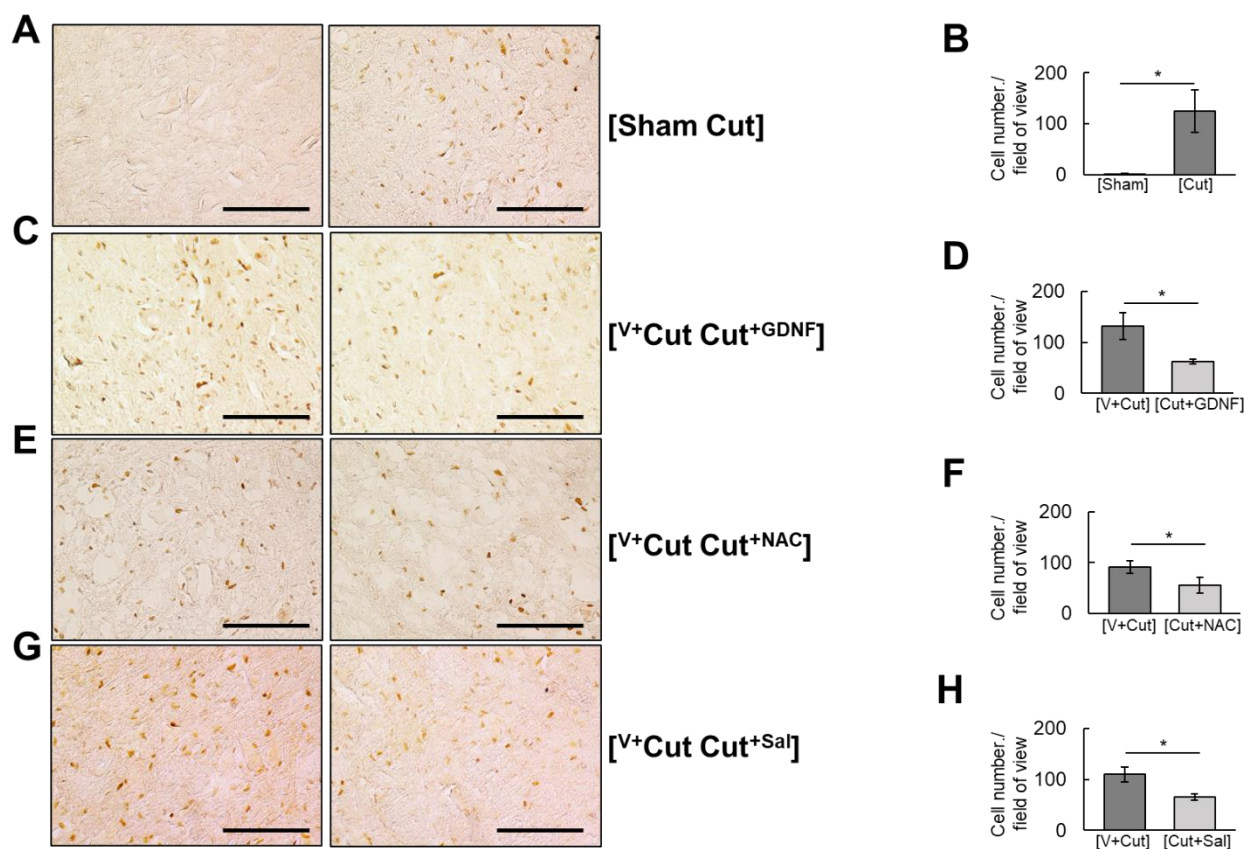 A
[Sham Cut]
B
200
100
0
Cell number./
field of view
*
[Sham]
[Cut]
C
[V+Cut Cut+GDNF]
D
200
100
0
Cell number./
field of view
*
[V+Cut]
[Cut+GDNF]
E
[V+Cut Cut+NAC]
F
200
100
0
Cell number./
field of view
*
[V+Cut]
[Cut+NAC]
G
[V+Cut Cut+Sal]
H
200
100
0
Cell number./
field of view
*
[V+Cut]
[Cut+Sal]